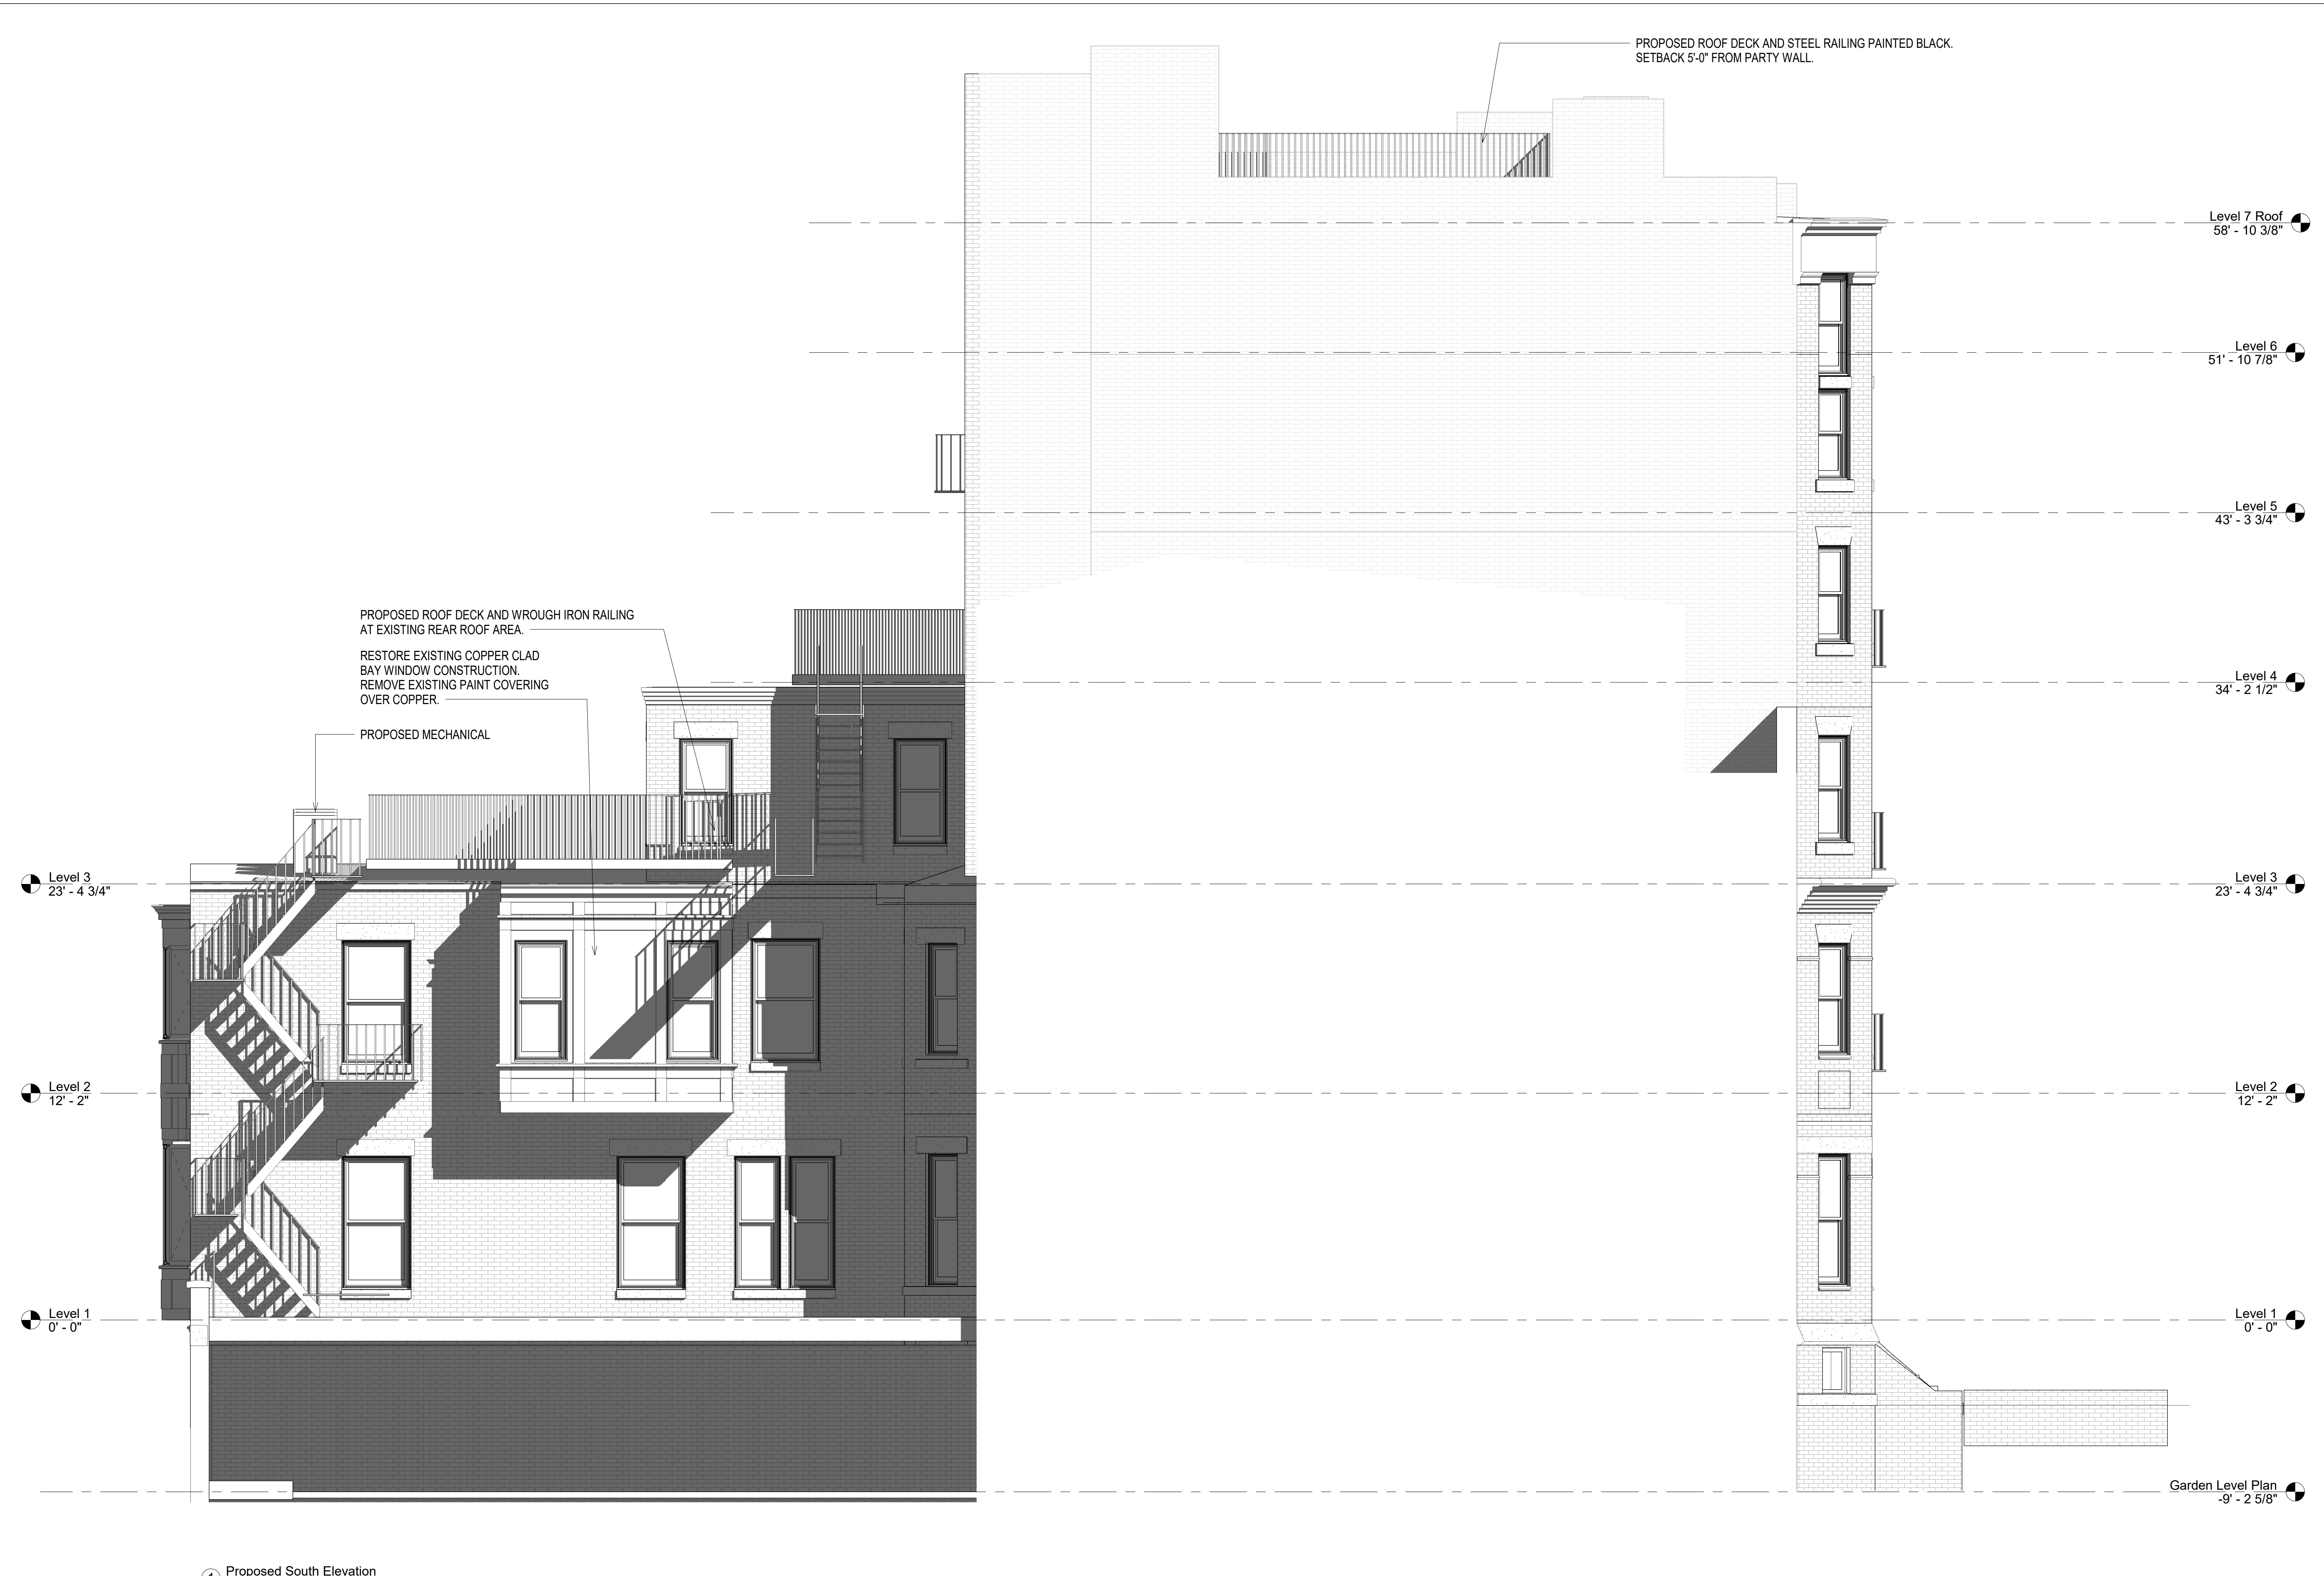 PROPOSED ROOF DECK AND STEEL RAILING PAINTED BLACK.
SETBACK 5'-0" FROM PARTY WALL.
Level 7 Roof
58' - 10 3/8"
Level 6
51' - 10 7/8"
Level 5
43' - 3 3/4"
PROPOSED ROOF DECK AND WROUGH IRON RAILING
AT EXISTING REAR ROOF AREA.
RESTORE EXISTING COPPER CLAD
BAY WINDOW CONSTRUCTION.
REMOVE EXISTING PAINT COVERING
OVER COPPER.
PROPOSED MECHANICAL
Level 4
34' - 2 1/2"
Level 3
23' - 4 3/4"
Level 3
23' - 4 3/4"
Level 2
12' - 2"
Level 2
12' - 2"
Level 1
0' - 0"
Level 1
0' - 0"
Garden Level Plan
-9' - 2 5/8"
Proposed South Elevation